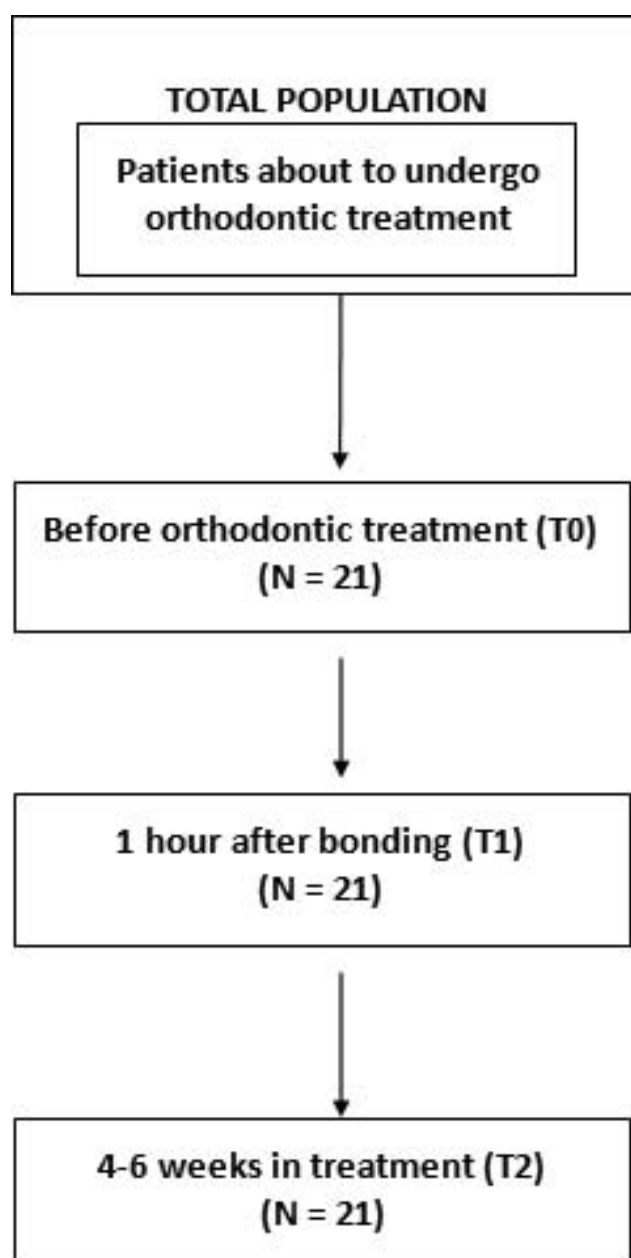 TOTAL POPULATION
Patients about to undergo
orthodontic treatment
Before orthodontic treatment (T0)
(N = 21)
1 hour after bonding (T1)
(N = 21)
4-6 weeks in treatment (T2)
(N = 21)